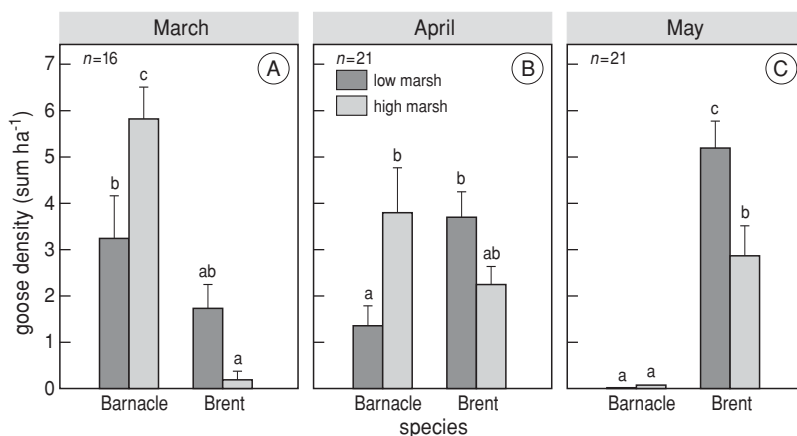 March
April
May
n=16
A
n=21
B
n=21
C
low marsh
high marsh
goose density (sum ha⁻¹)
7
6
5
4
3
2
1
0
b
c
ab
a
a
b
b
ab
a
a
c
b
Barnacle
Brent
Barnacle
Brent
Barnacle
Brent
species